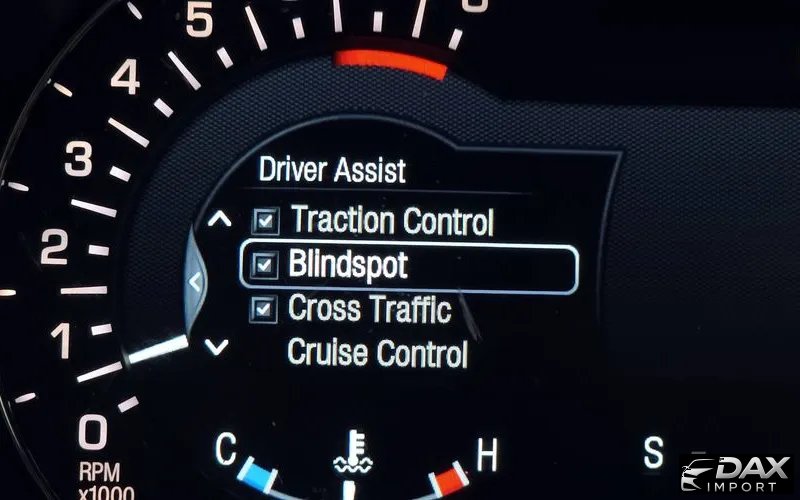 5
4
3
2
1
0
RPM
x1000
Driver Assist
Traction Control
Blindspot
Cross Traffic
Cruise Control
C
H
S
DAX
IMPORT